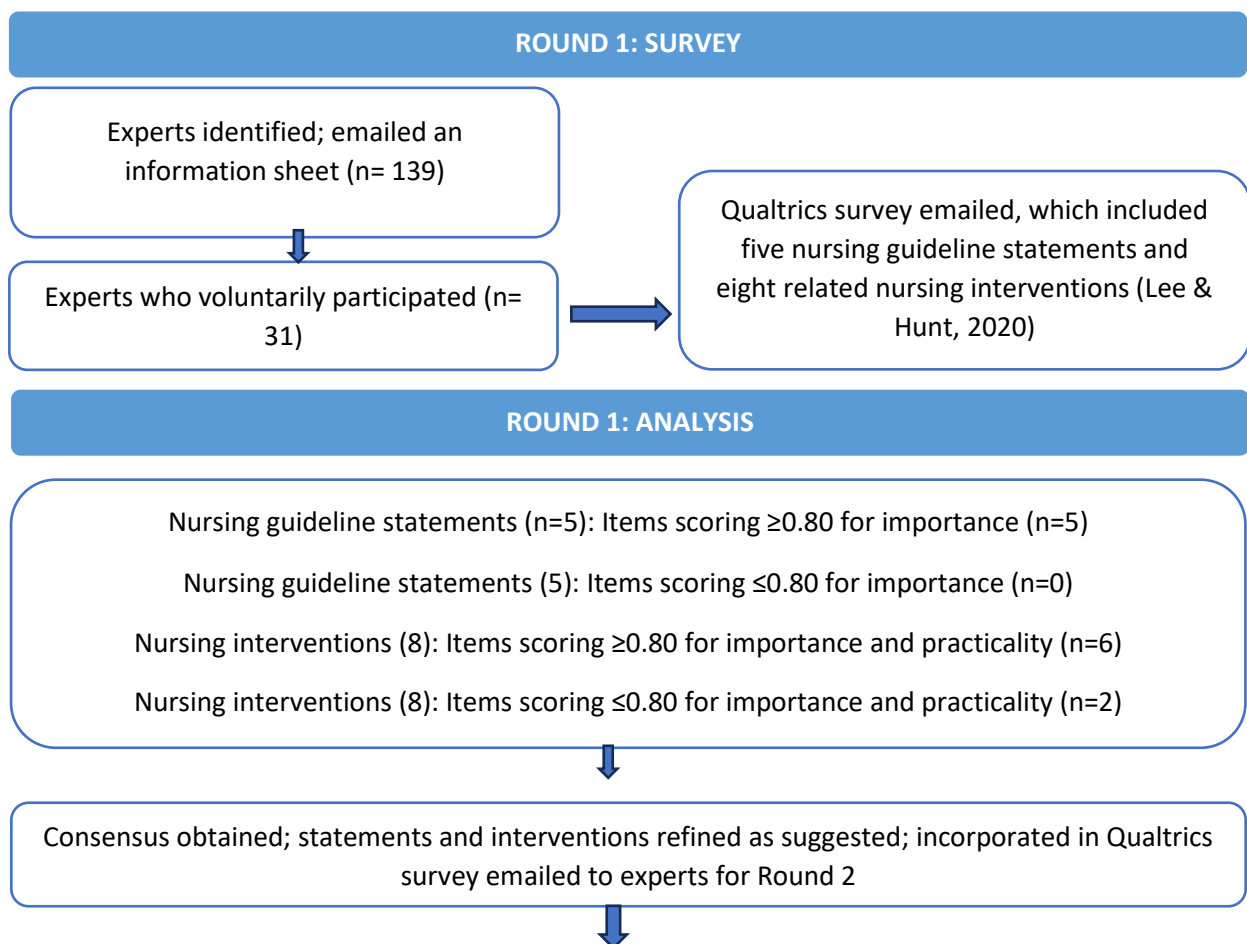 ROUND 1: SURVEY
Experts identified; emailed an
information sheet (n= 139)
Experts who voluntarily participated (n=
31)
Qualtrics survey emailed, which included
five nursing guideline statements and
eight related nursing interventions (Lee &
Hunt, 2020)
ROUND 1: ANALYSIS
Nursing guideline statements (n=5): Items scoring ≥0.80 for importance (n=5)
Nursing guideline statements (5): Items scoring ≤0.80 for importance (n=0)
Nursing interventions (8): Items scoring ≥0.80 for importance and practicality (n=6)
Nursing interventions (8): Items scoring ≤0.80 for importance and practicality (n=2)
Consensus obtained; statements and interventions refined as suggested; incorporated in Qualtrics
survey emailed to experts for Round 2